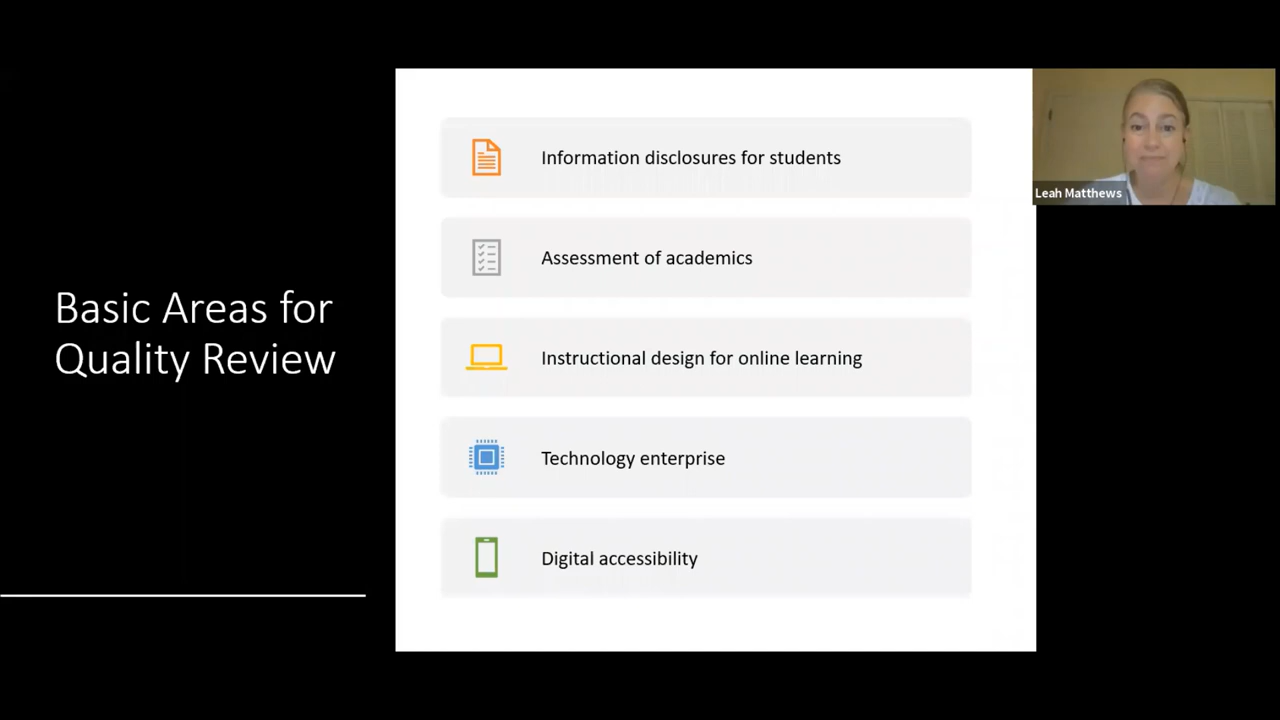 Basic Areas for
Quality Review
Information disclosures for students
Assessment of academics
Instructional design for online learning
Technology enterprise
Digital accessibility
Leah Matthews